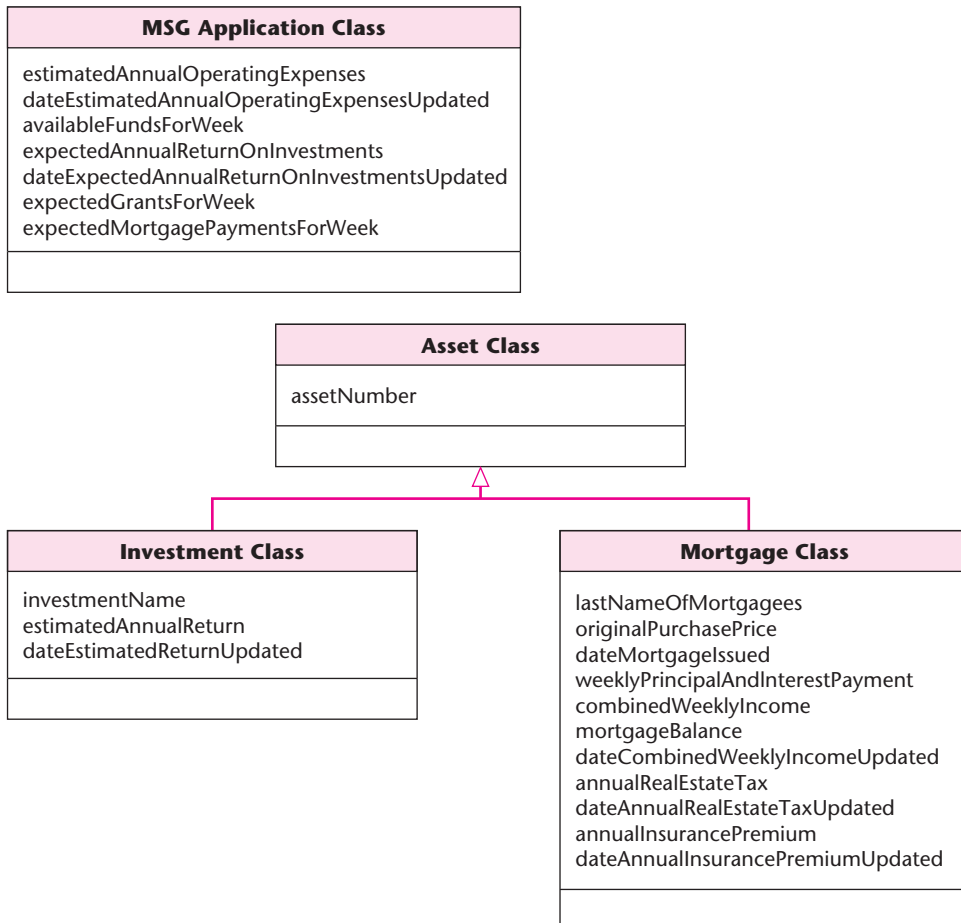 MSG Application Class
estimatedAnnualOperatingExpenses
dateEstimatedAnnualOperatingExpensesUpdated
availableFundsForWeek
expectedAnnualReturnOnInvestments
dateExpectedAnnualReturnOnInvestmentsUpdated
expectedGrantsForWeek
expectedMortgagePaymentsForWeek
Asset Class
assetNumber
Investment Class
investmentName
estimatedAnnualReturn
dateEstimatedReturnUpdated
Mortgage Class
lastNameOfMortgagees
originalPurchasePrice
dateMortgageIssued
weeklyPrincipalAndInterestPayment
combinedWeeklyIncome
mortgageBalance
dateCombinedWeeklyIncomeUpdated
annualRealEstateTax
dateAnnualRealEstateTaxUpdated
annualInsurancePremium
dateAnnualInsurancePremiumUpdated